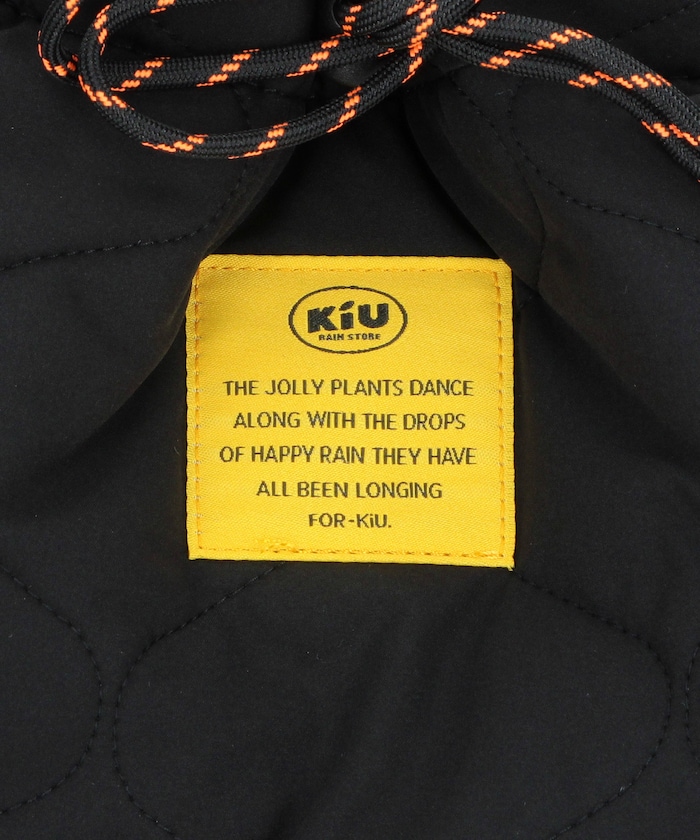 KiU
RAIN STORE
THE JOLLY PLANTS DANCE
ALONG WITH THE DROPS
OF HAPPY RAIN THEY HAVE
ALL BEEN LONGING
FOR-KiU.